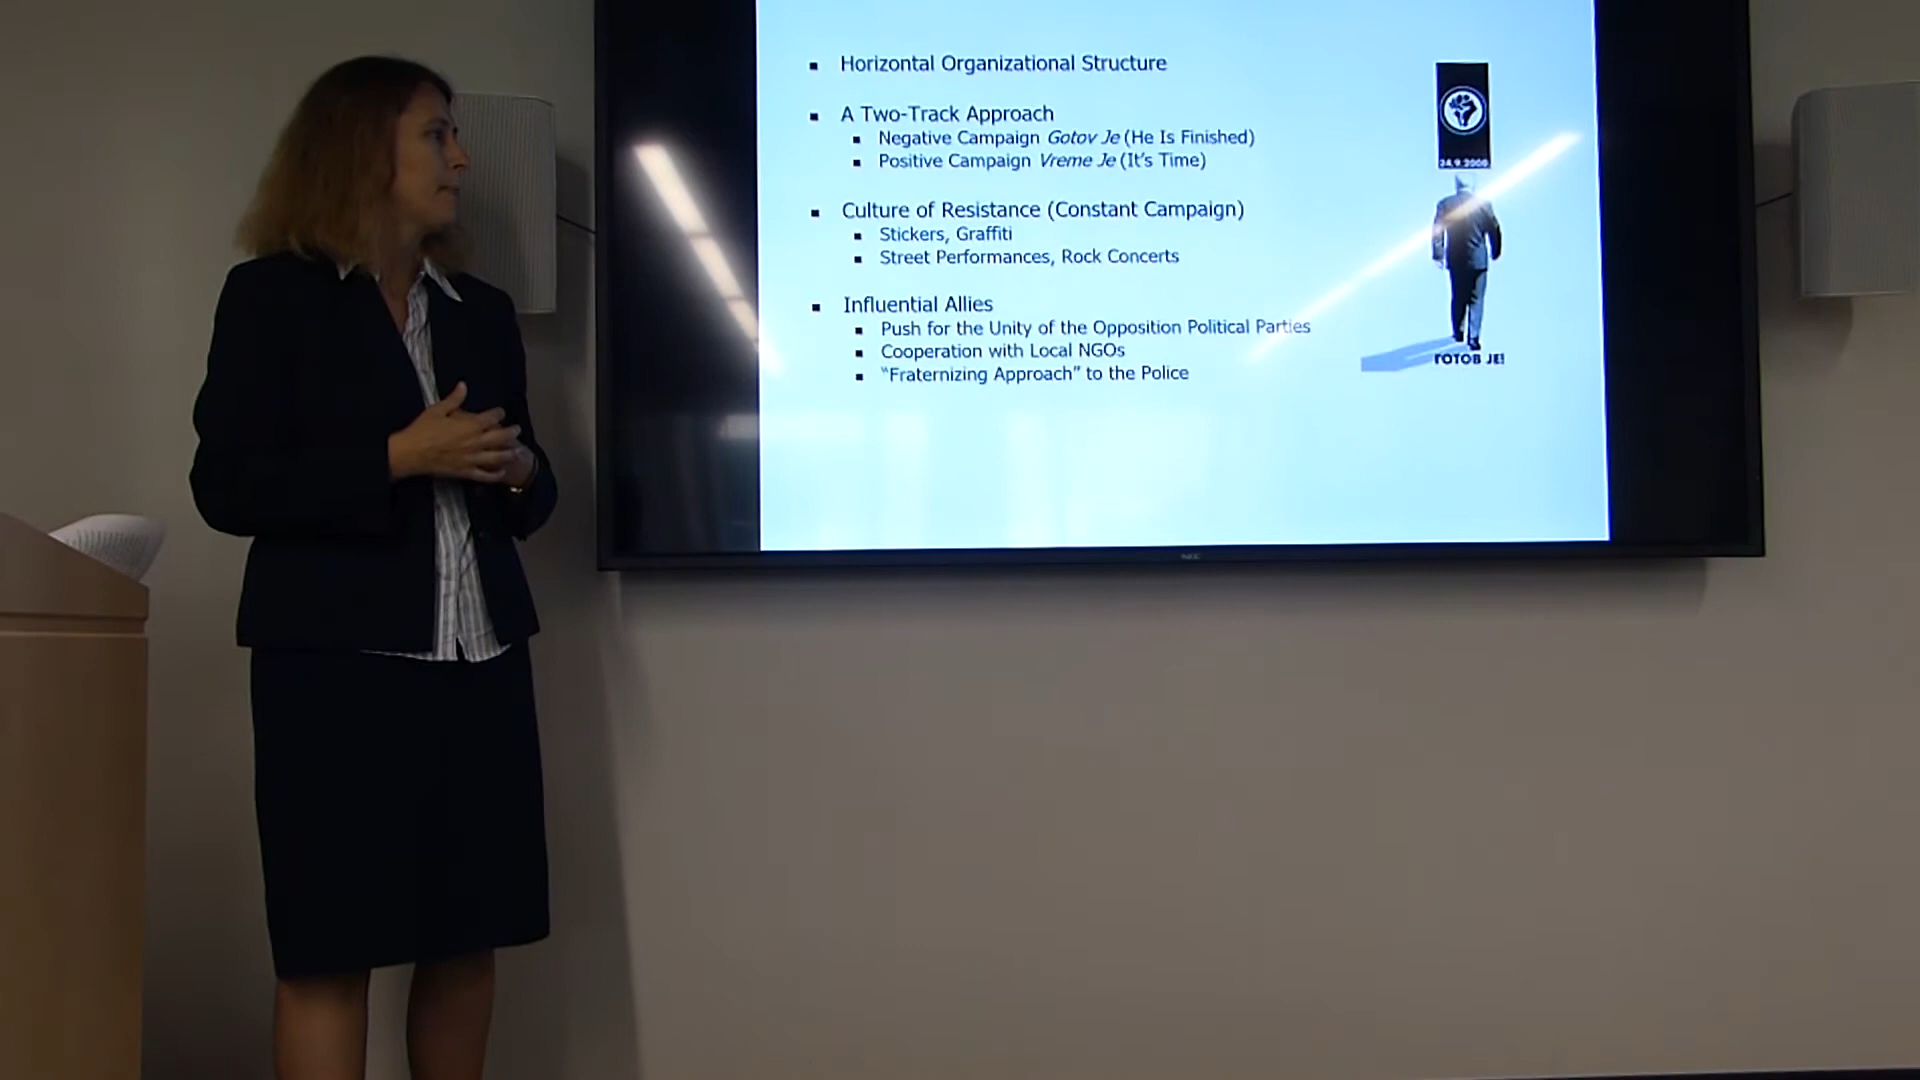 Horizontal Organizational Structure
A Two-Track Approach
Negative Campaign Gotov Je (He Is Finished)
Positive Campaign Vreme Je (It's Time)
Culture of Resistance (Constant Campaign)
Stickers, Graffiti
Street Performances, Rock Concerts
Influential Allies
Push for the Unity of the Opposition Political Parties
Cooperation with Local NGOs
“Fraternizing Approach” to the Police
24.9.2000
ГОТОВ ЈЕ!
NEC